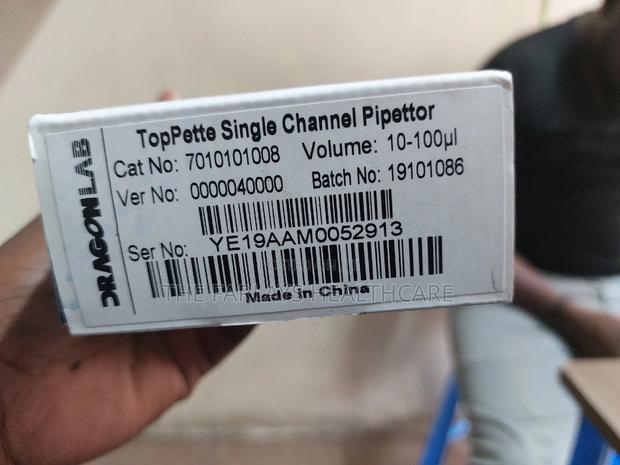 DRAGONLAB
TopPette Single Channel Pipettor
Cat No: 7010101008 Volume: 10-100µl
Ver No: 0000040000 Batch No: 19101086
Ser No: YE19AAM0052913
THE FARAYS HEALTHCARE
Made in China